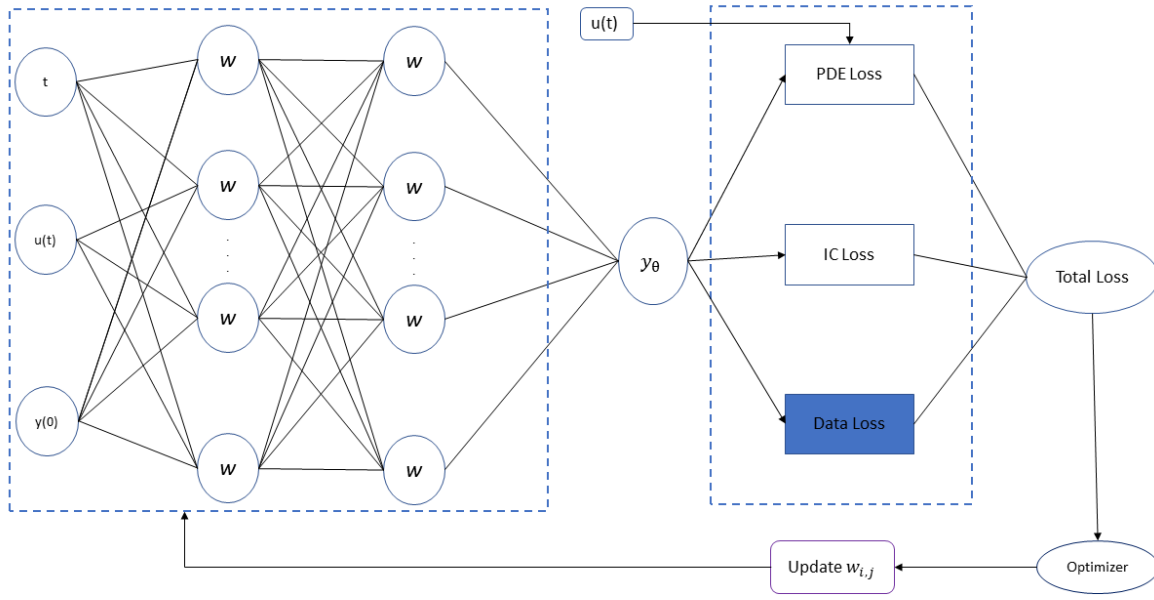 t
u(t)
y(0)
w
w
.
.
.
w
w
w
w
.
.
.
w
w
y_θ
u(t)
PDE Loss
IC Loss
Data Loss
Total Loss
Optimizer
Update w_{i,j}